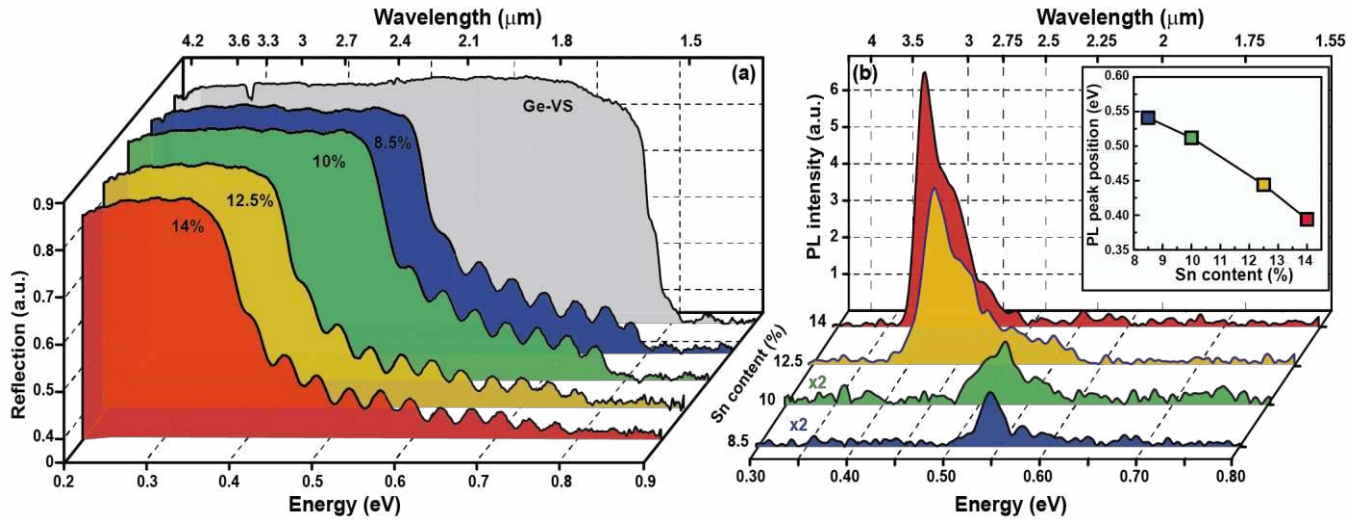 Wavelength (μm)
4.2 3.6 3.3 3 2.7 2.4 2.1 1.8 1.5
(a)
Ge-VS
8.5%
10%
12.5%
14%
Reflection (a.u.)
0.9
0.8
0.7
0.6
0.5
0.4
0
0.2 0.3 0.4 0.5 0.6 0.7 0.8 0.9
Energy (eV)
Wavelength (μm)
4 3.5 3 2.75 2.5 2.25 2 1.75 1.55
(b)
PL intensity (a.u.)
6
5
4
3
2
1
14
12.5
10
8.5
Sn content (%)
x2
x2
0.30 0.40 0.50 0.60 0.70 0.80
Energy (eV)
PL peak position (eV)
0.60
0.55
0.50
0.45
0.40
0.35
8 9 10 11 12 13 14
Sn content (%)